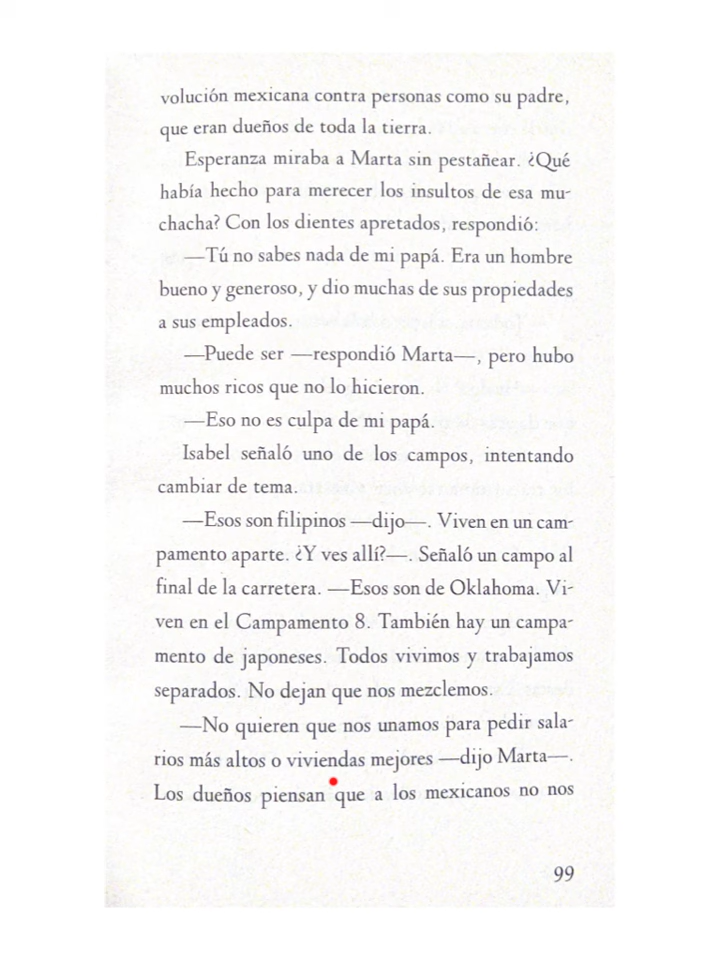 volución mexicana contra personas como su padre,
que eran dueños de toda la tierra.
Esperanza miraba a Marta sin pestañear. ¿Qué
había hecho para merecer los insultos de esa mu-
chacha? Con los dientes apretados, respondió:
—Tú no sabes nada de mi papá. Era un hombre
bueno y generoso, y dio muchas de sus propiedades
a sus empleados.
—Puede ser —respondió Marta—, pero hubo
muchos ricos que no lo hicieron.
—Eso no es culpa de mi papá.
Isabel señaló uno de los campos, intentando
cambiar de tema.
—Esos son filipinos —dijo—. Viven en un cam-
pamento aparte. ¿Y ves allí?—. Señaló un campo al
final de la carretera. —Esos son de Oklahoma. Vi-
ven en el Campamento 8. También hay un campa-
mento de japoneses. Todos vivimos y trabajamos
separados. No dejan que nos mezclemos.
—No quieren que nos unamos para pedir sala-
rios más altos o viviendas mejores —dijo Marta—.
Los dueños piensan que a los mexicanos no nos
99